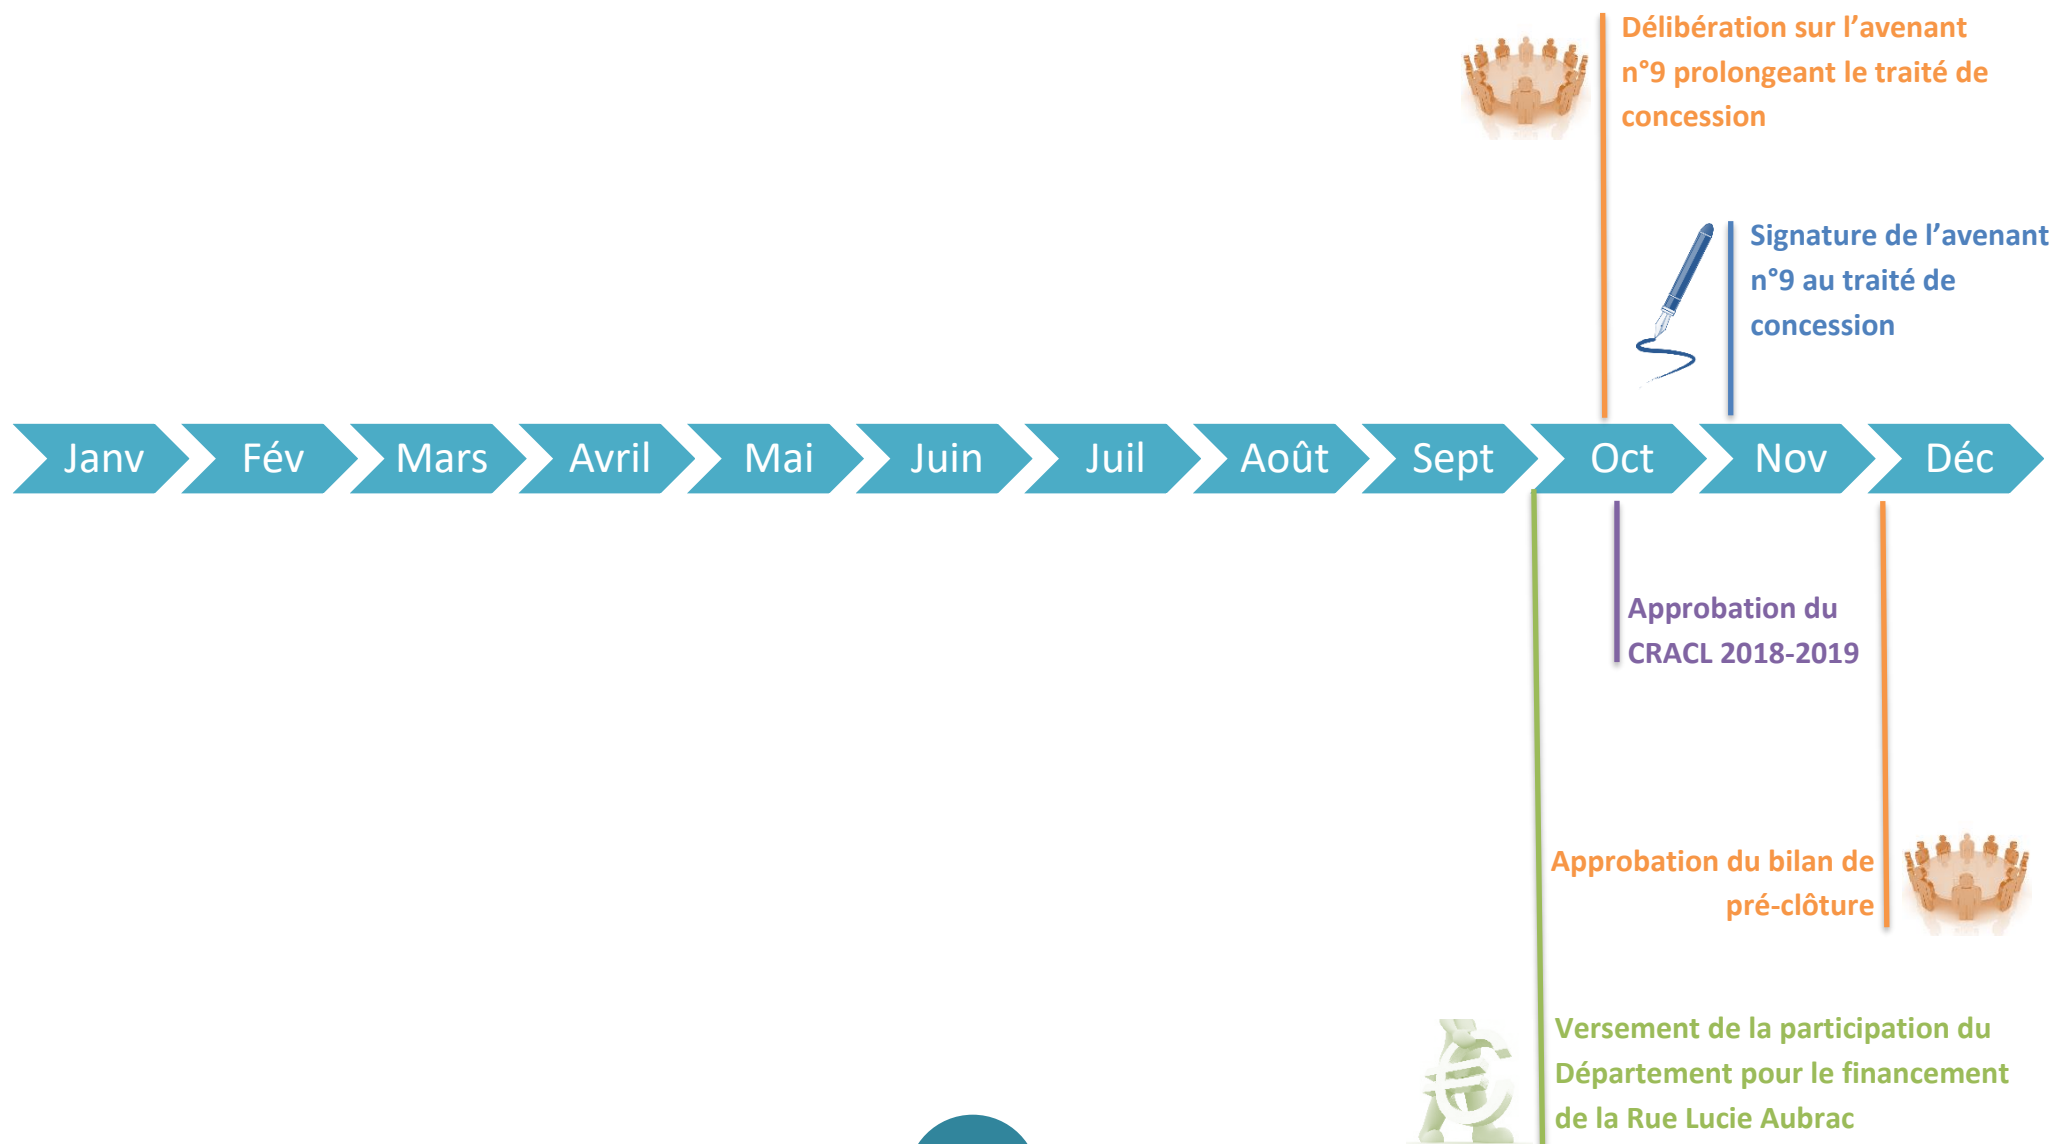 Délibération sur l’avenant
n°9 prolongeant le traité de
concession
Signature de l’avenant
n°9 au traité de
concession
Janv Fév Mars Avril Mai Juin Juil Août Sept Oct Nov Déc
Approbation du
CRACL 2018-2019
Approbation du bilan de
pré-clôture
Versement de la participation du
Département pour le financement
de la Rue Lucie Aubrac